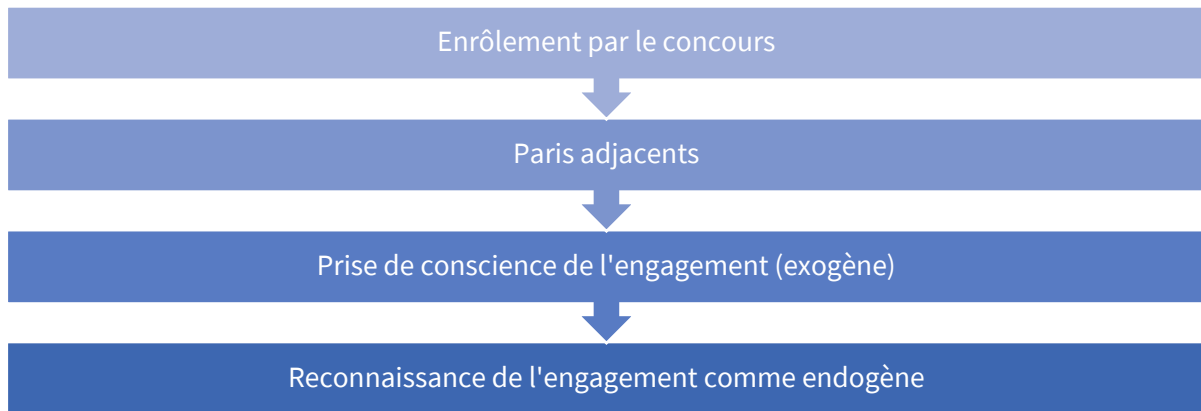 Enrôlement par le concours
Paris adjacents
Prise de conscience de l'engagement (exogène)
Reconnaissance de l'engagement comme endogène